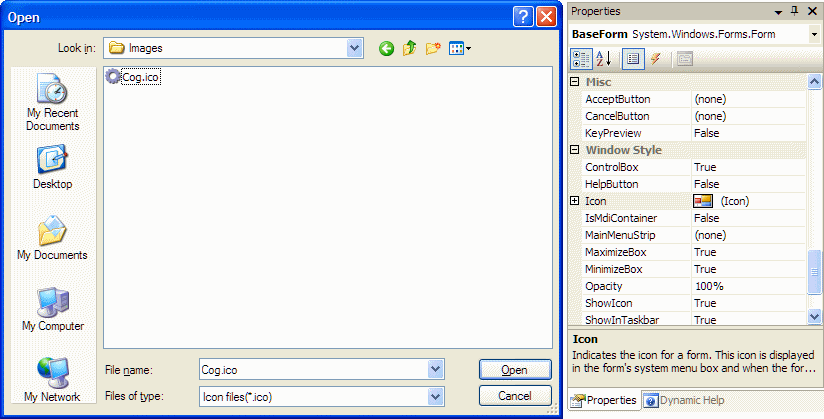 Open
Look in:
Images
Cog.ico
My Recent
Documents
Desktop
My Documents
My Computer
My Network
File name:
Cog.ico
Open
Files of type:
Icon files(*.ico)
Cancel
Properties
BaseForm System.Windows.Forms.Form
Misc
AcceptButton (none)
CancelButton (none)
KeyPreview False
Window Style
ControlBox True
HelpButton False
Icon (Icon)
IsMdiContainer False
MainMenuStrip (none)
MaximizeBox True
MinimizeBox True
Opacity 100%
ShowIcon True
ShowInTaskbar True
Icon
Indicates the icon for a form. This icon is displayed
in the form's system menu box and when the for...
Properties
Dynamic Help